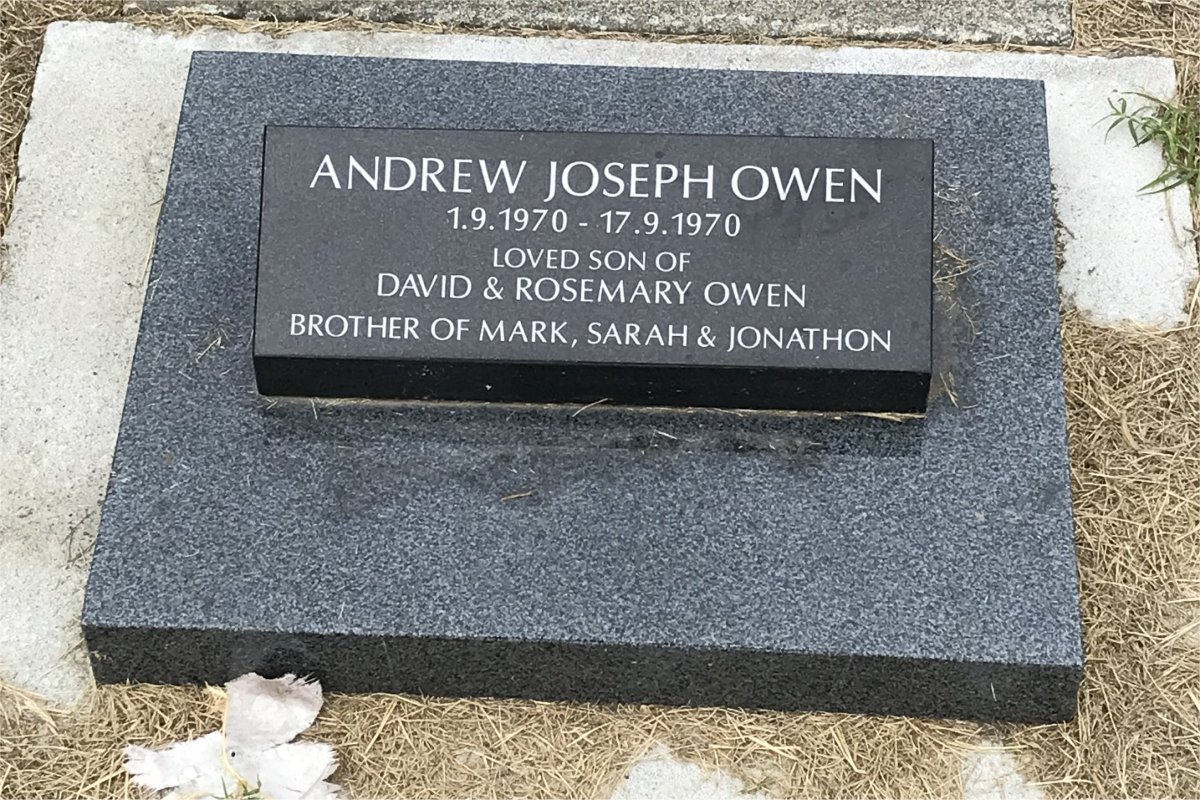 ANDREW JOSEPH OWEN
1.9.1970 - 17.9.1970
LOVED SON OF
DAVID & ROSEMARY OWEN
BROTHER OF MARK, SARAH & JONATHON